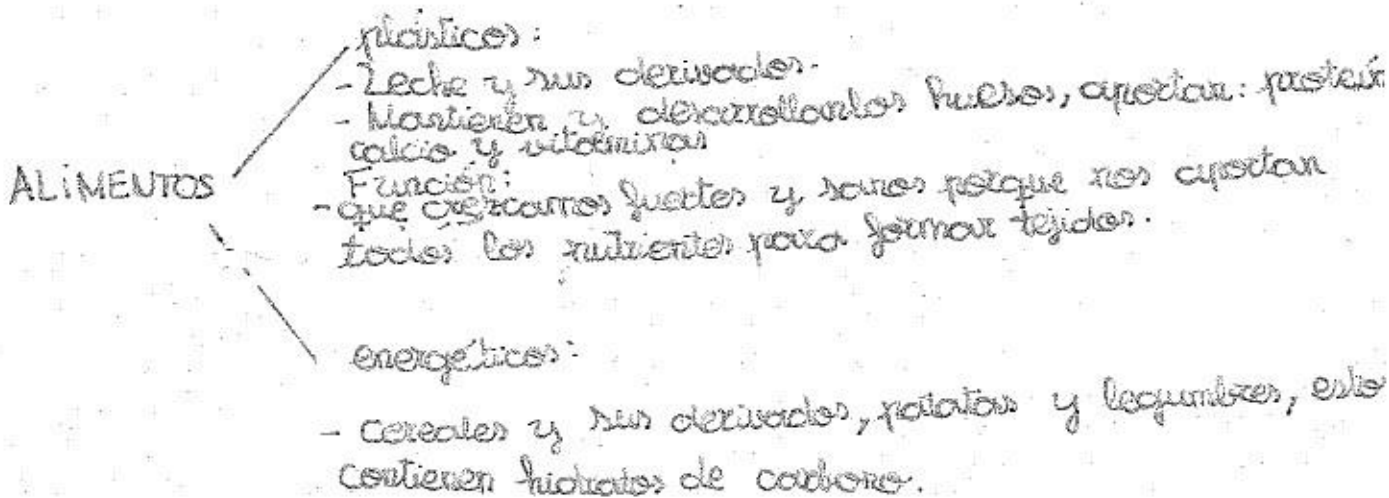 plásticos:
- Leche y sus derivados.
- Mantienen y desarrollan los huesos, aportan: proteín
calcio y vitaminas
ALiMENTOS
Función:
- que crezcamos fuertes y sanos porque nos aportan
todos los nutrientes para formar tejidos.
energéticos:
- Cereales y sus derivados, patatas y legumbres, esto
contienen hidratos de carbono.